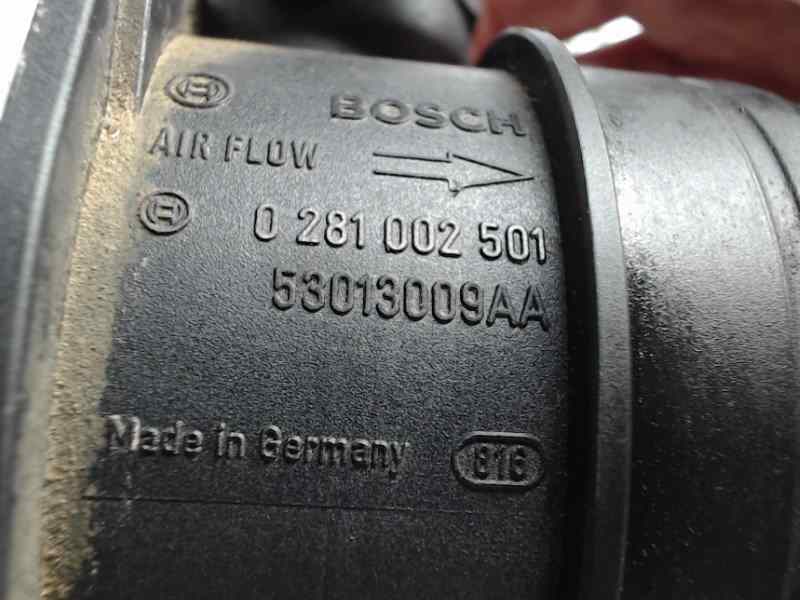 BOSCH
AIR FLOW
0 281 002 501
53013009AA
Made in Germany 816